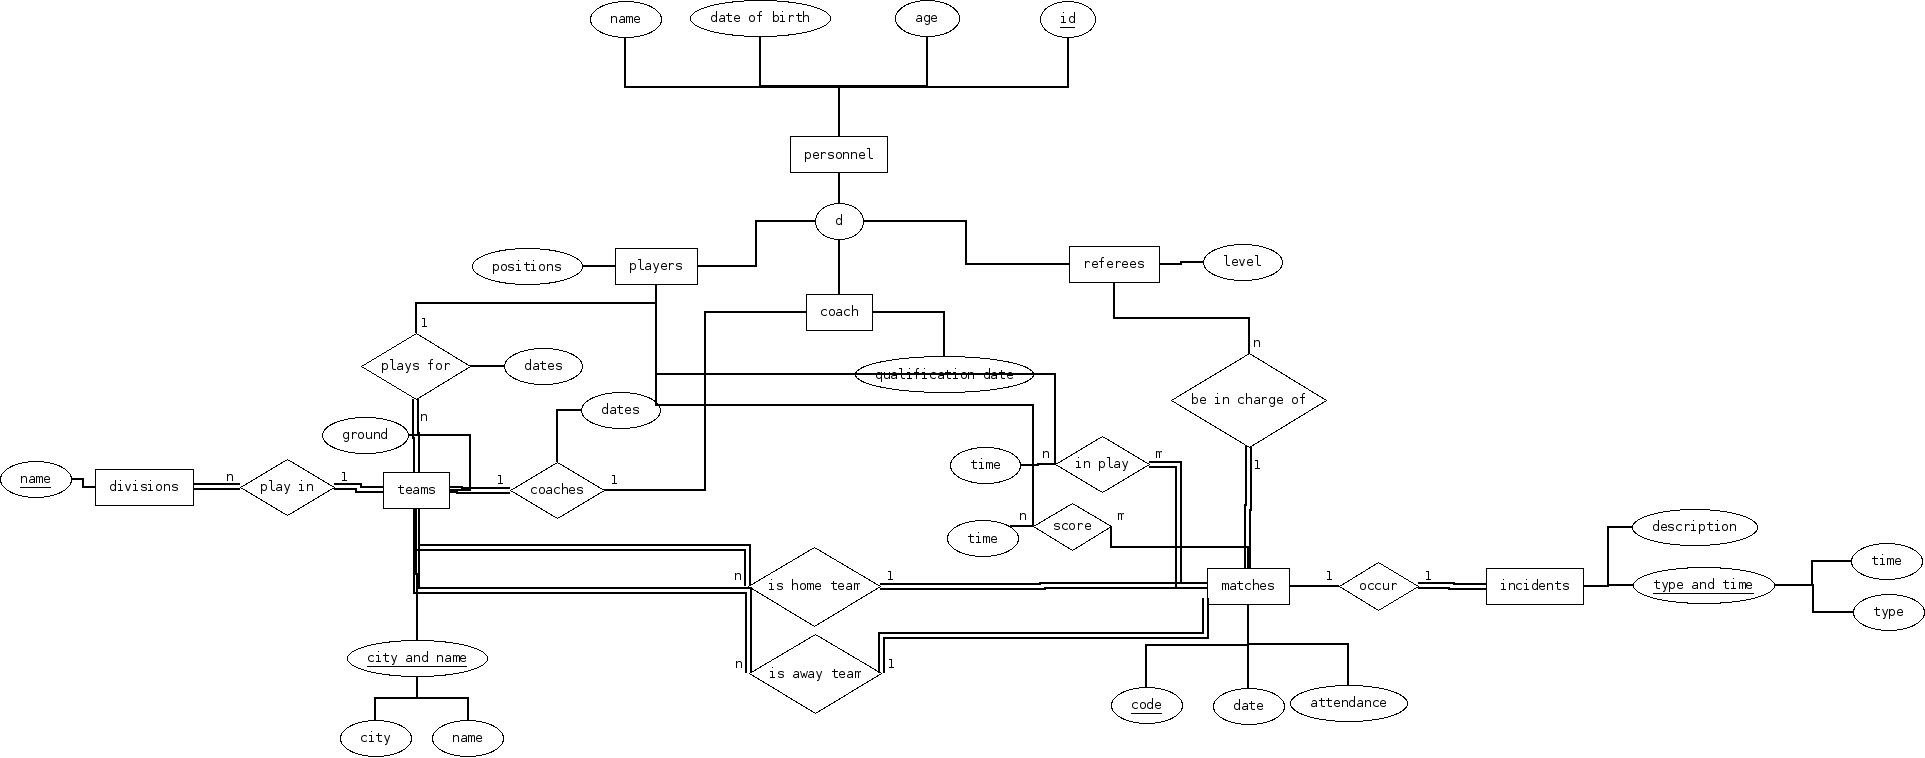 name
date of birth
age
id
personnel
d
positions
players
referees
level
coach
1
n
plays for
dates
qualification date
be in charge of
dates
n
ground
n
m
1
time
in play
name
divisions
n
play in
1
teams
1
coaches
1
n
m
time
score
description
n
is home team
1
matches
1
occur
1
incidents
type and time
time
type
city and name
n
is away team
1
code
date
attendance
city
name